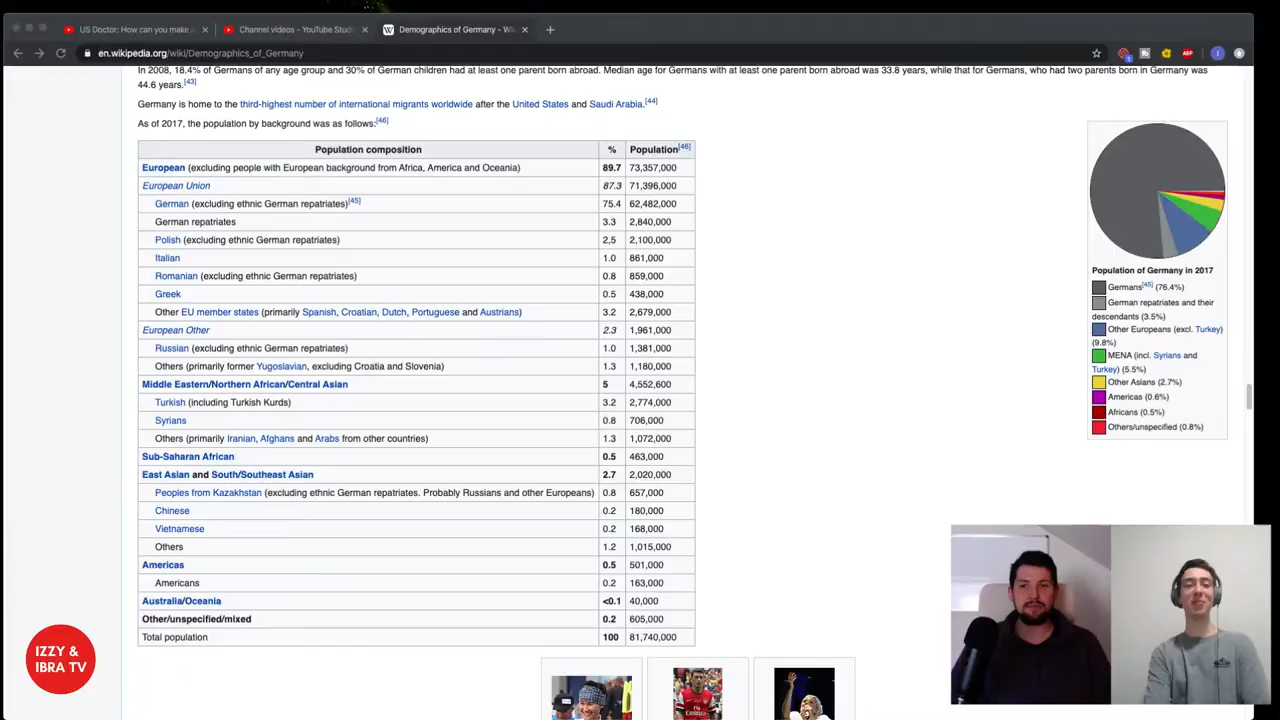 US Doctor: How can you make a
Channel videos - YouTube Studi
Demographics of Germany - Wi
en.wikipedia.org/wiki/Demographics_of_Germany
In 2008, 18.4% of Germans of any age group and 30% of German children had at least one parent born abroad. Median age for Germans with at least one parent born abroad was 33.8 years, while that for Germans, who had two parents born in Germany was
44.6 years.[43]
Germany is home to the third-highest number of international migrants worldwide after the United States and Saudi Arabia.[44]
As of 2017, the population by background was as follows:[46]
Population composition % Population[46]
European (excluding people with European background from Africa, America and Oceania) 89.7 73,357,000
European Union 87.3 71,396,000
German (excluding ethnic German repatriates)[45] 75.4 62,482,000
German repatriates 3.3 2,840,000
Polish (excluding ethnic German repatriates) 2,5 2,100,000
Italian 1.0 861,000
Romanian (excluding ethnic German repatriates) 0.8 859,000
Greek 0.5 438,000
Other EU member states (primarily Spanish, Croatian, Dutch, Portuguese and Austrians) 3.2 2,679,000
European Other 2.3 1,961,000
Russian (excluding ethnic German repatriates) 1.0 1,381,000
Others (primarily former Yugoslavian, excluding Croatia and Slovenia) 1.3 1,180,000
Middle Eastern/Northern African/Central Asian 5 4,552,600
Turkish (including Turkish Kurds) 3.2 2,774,000
Syrians 0.8 706,000
Others (primarily Iranian, Afghans and Arabs from other countries) 1.3 1,072,000
Sub-Saharan African 0.5 463,000
East Asian and South/Southeast Asian 2.7 2,020,000
Peoples from Kazakhstan (excluding ethnic German repatriates. Probably Russians and other Europeans) 0.8 657,000
Chinese 0.2 180,000
Vietnamese 0.2 168,000
Others 1.2 1,015,000
Americas 0.5 501,000
Americans 0.2 163,000
Australia/Oceania <0.1 40,000
Other/unspecified/mixed 0.2 605,000
Total population 100 81,740,000
Population of Germany in 2017
Germans[45] (76.4%)
German repatriates and their
descendants (3.5%)
Other Europeans (excl. Turkey)
(9.8%)
MENA (incl. Syrians and
Turkey) (5.5%)
Other Asians (2.7%)
Americas (0.6%)
Africans (0.5%)
Others/unspecified (0.8%)
IZZY &
IBRA TV